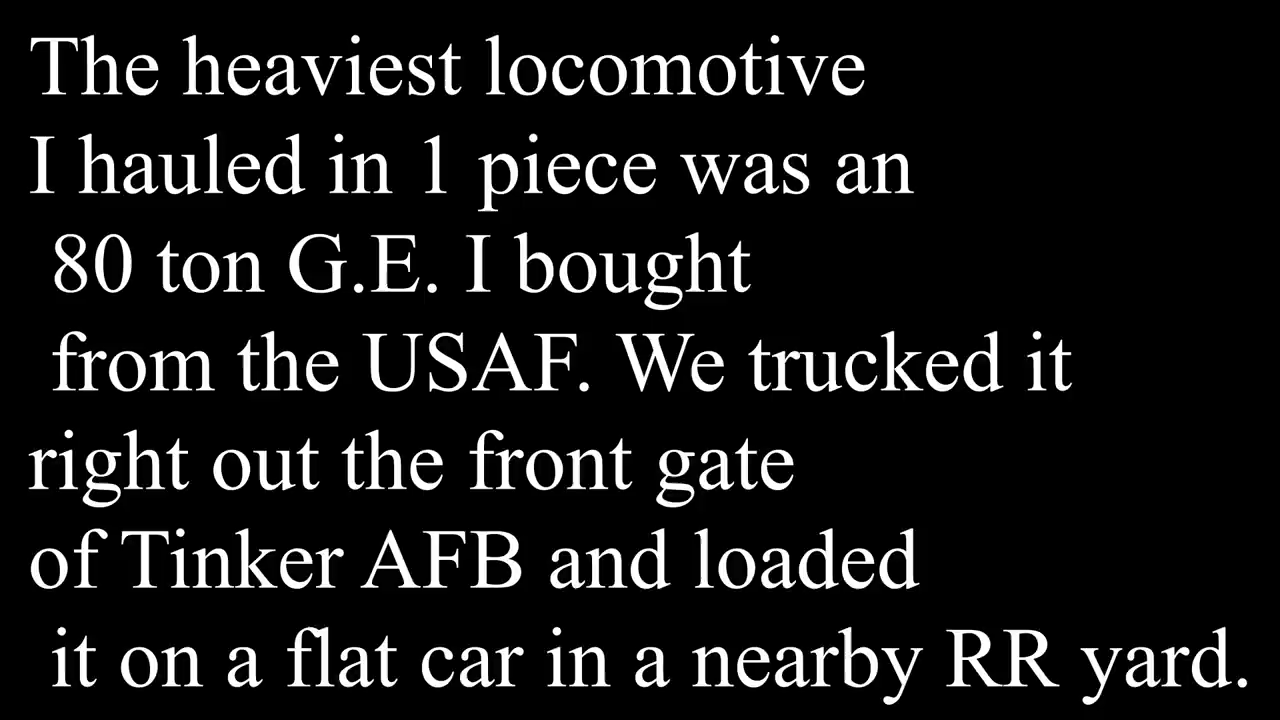 The heaviest locomotive
I hauled in 1 piece was an
80 ton G.E. I bought
from the USAF. We trucked it
right out the front gate
of Tinker AFB and loaded
it on a flat car in a nearby RR yard.